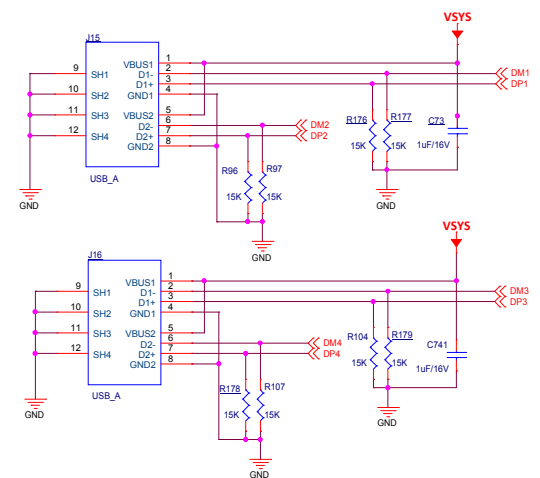 VSYS
J15
9 SH1 VBUS1 1
D1- 2 DM1
10 SH2 D1+ 3 DP1
GND1 4
11 SH3 VBUS2 5
D2- 6 DM2
12 SH4 D2+ 7 DP2
GND2 8
USB_A
R176 R177 C73
15K 15K 1uF/16V
R96 R97
15K 15K
GND
GND
GND
VSYS
J16
9 SH1 VBUS1 1
D1- 2 DM3
10 SH2 D1+ 3 DP3
GND1 4
11 SH3 VBUS2 5
D2- 6 DM4
12 SH4 D2+ 7 DP4
GND2 8
USB_A
R104 R179 C741
15K 15K 1uF/16V
R178 R107
15K 15K
GND
GND
GND